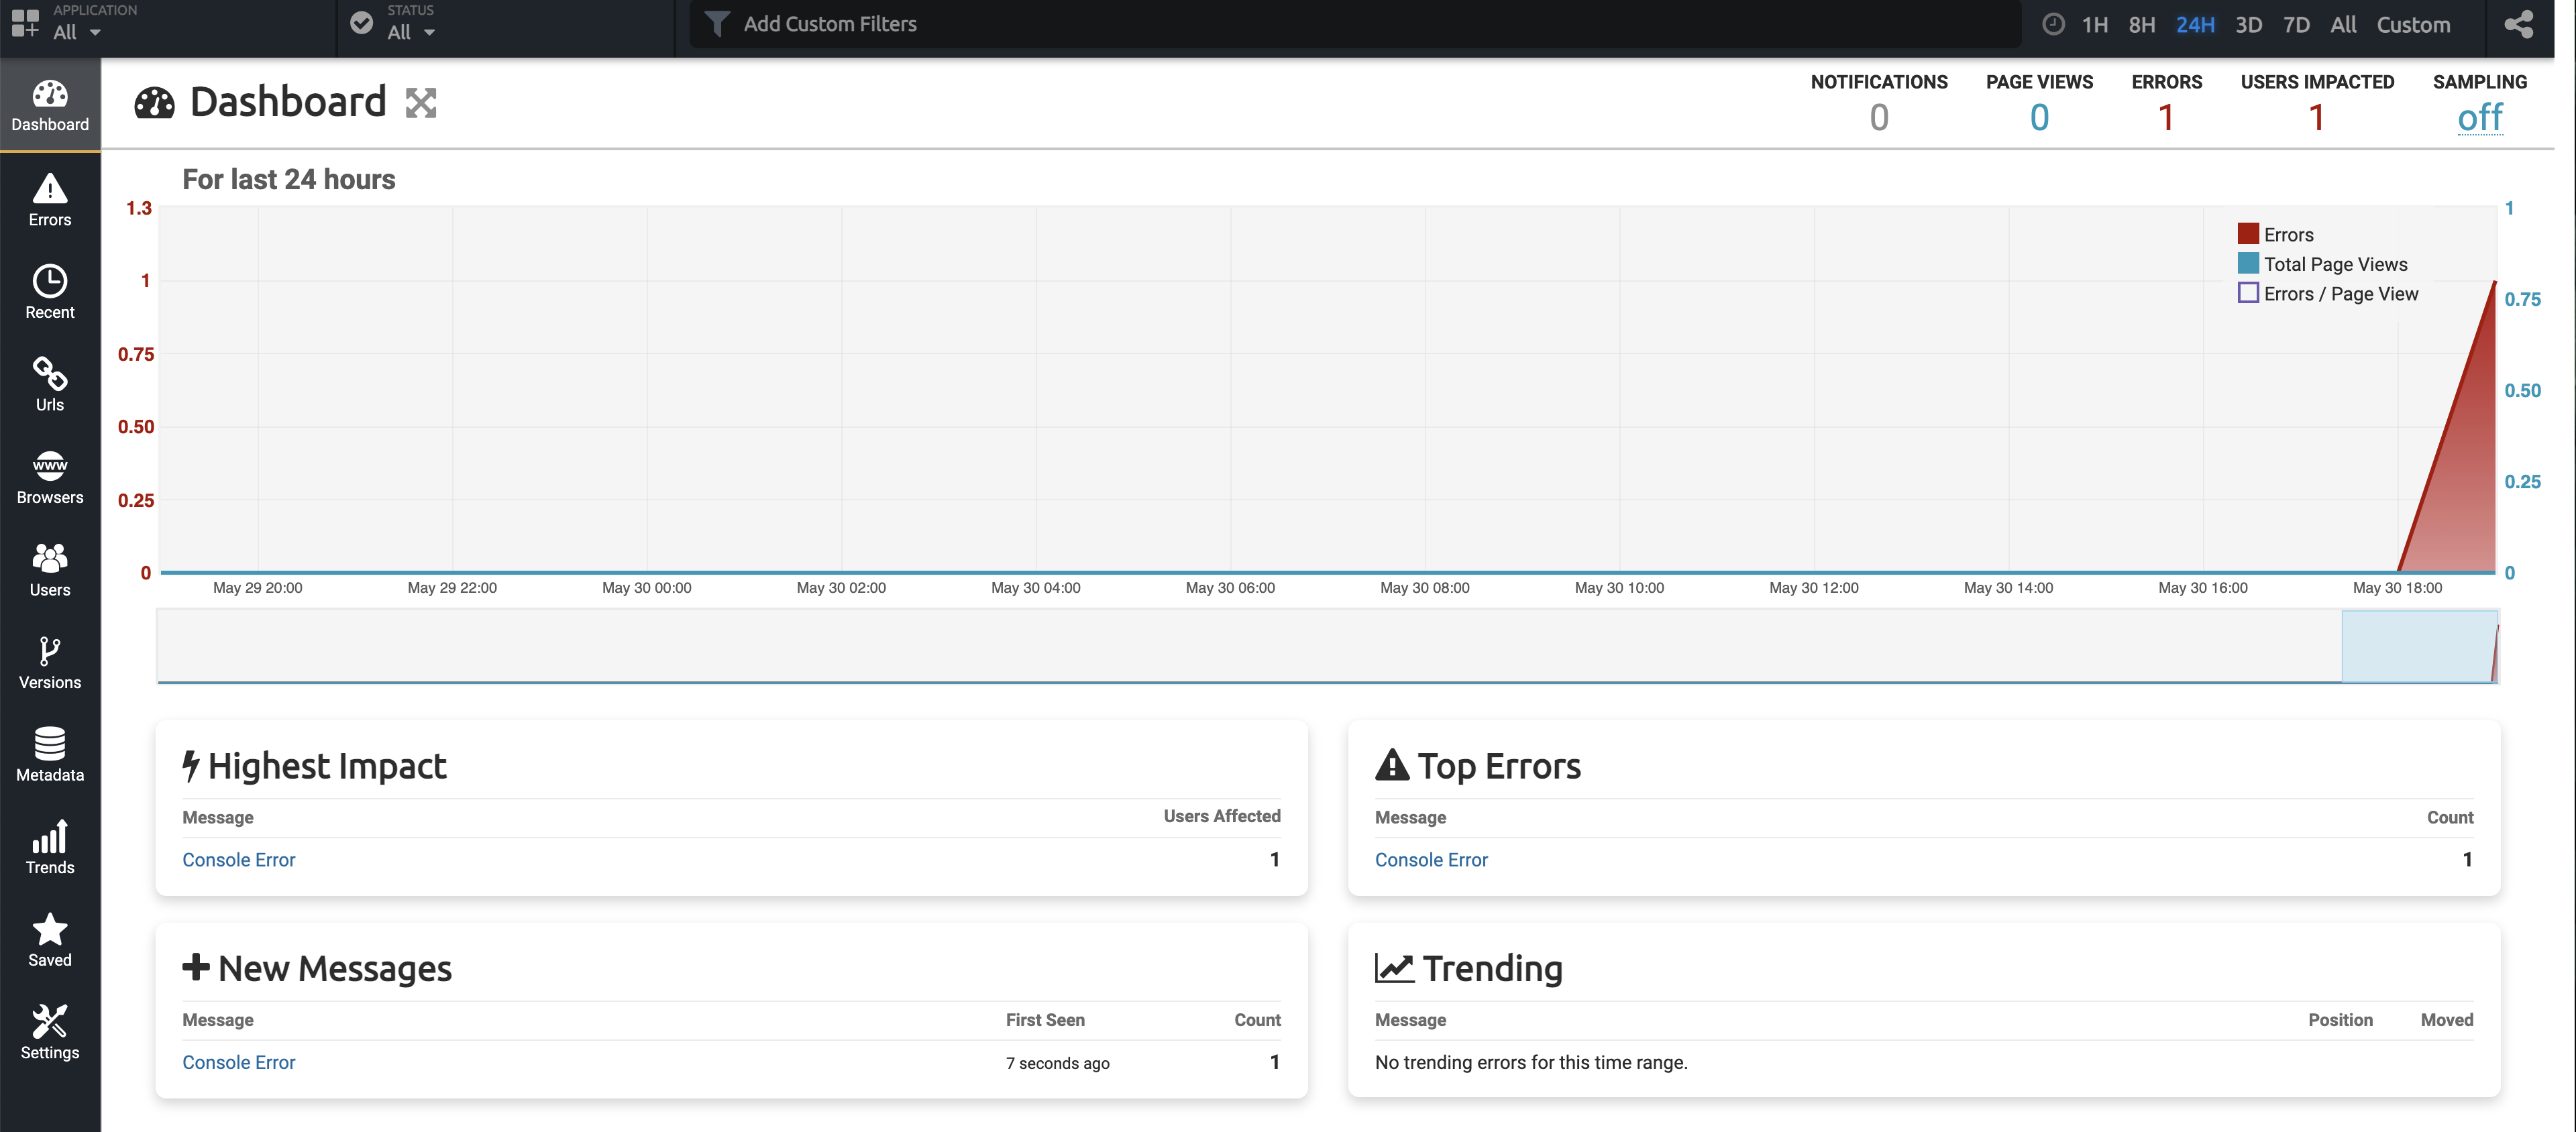 APPLICATION
All
STATUS
All
Add Custom Filters
1H 8H 24H 3D 7D All Custom
Dashboard
Errors
Recent
Urls
www
Browsers
Users
Versions
Metadata
Trends
Saved
Settings
Dashboard
NOTIFICATIONS
0
PAGE VIEWS
0
ERRORS
1
USERS IMPACTED
1
SAMPLING
off
For last 24 hours
1.3
1
0.75
0.50
0.25
0
Errors
Total Page Views
Errors / Page View
1
0.75
0.50
0.25
0
May 29 20:00 May 29 22:00 May 30 00:00 May 30 02:00 May 30 04:00 May 30 06:00 May 30 08:00 May 30 10:00 May 30 12:00 May 30 14:00 May 30 16:00 May 30 18:00
Highest Impact
Message Users Affected
Console Error 1
Top Errors
Message Count
Console Error 1
New Messages
Message First Seen Count
Console Error 7 seconds ago 1
Trending
Message Position Moved
No trending errors for this time range.